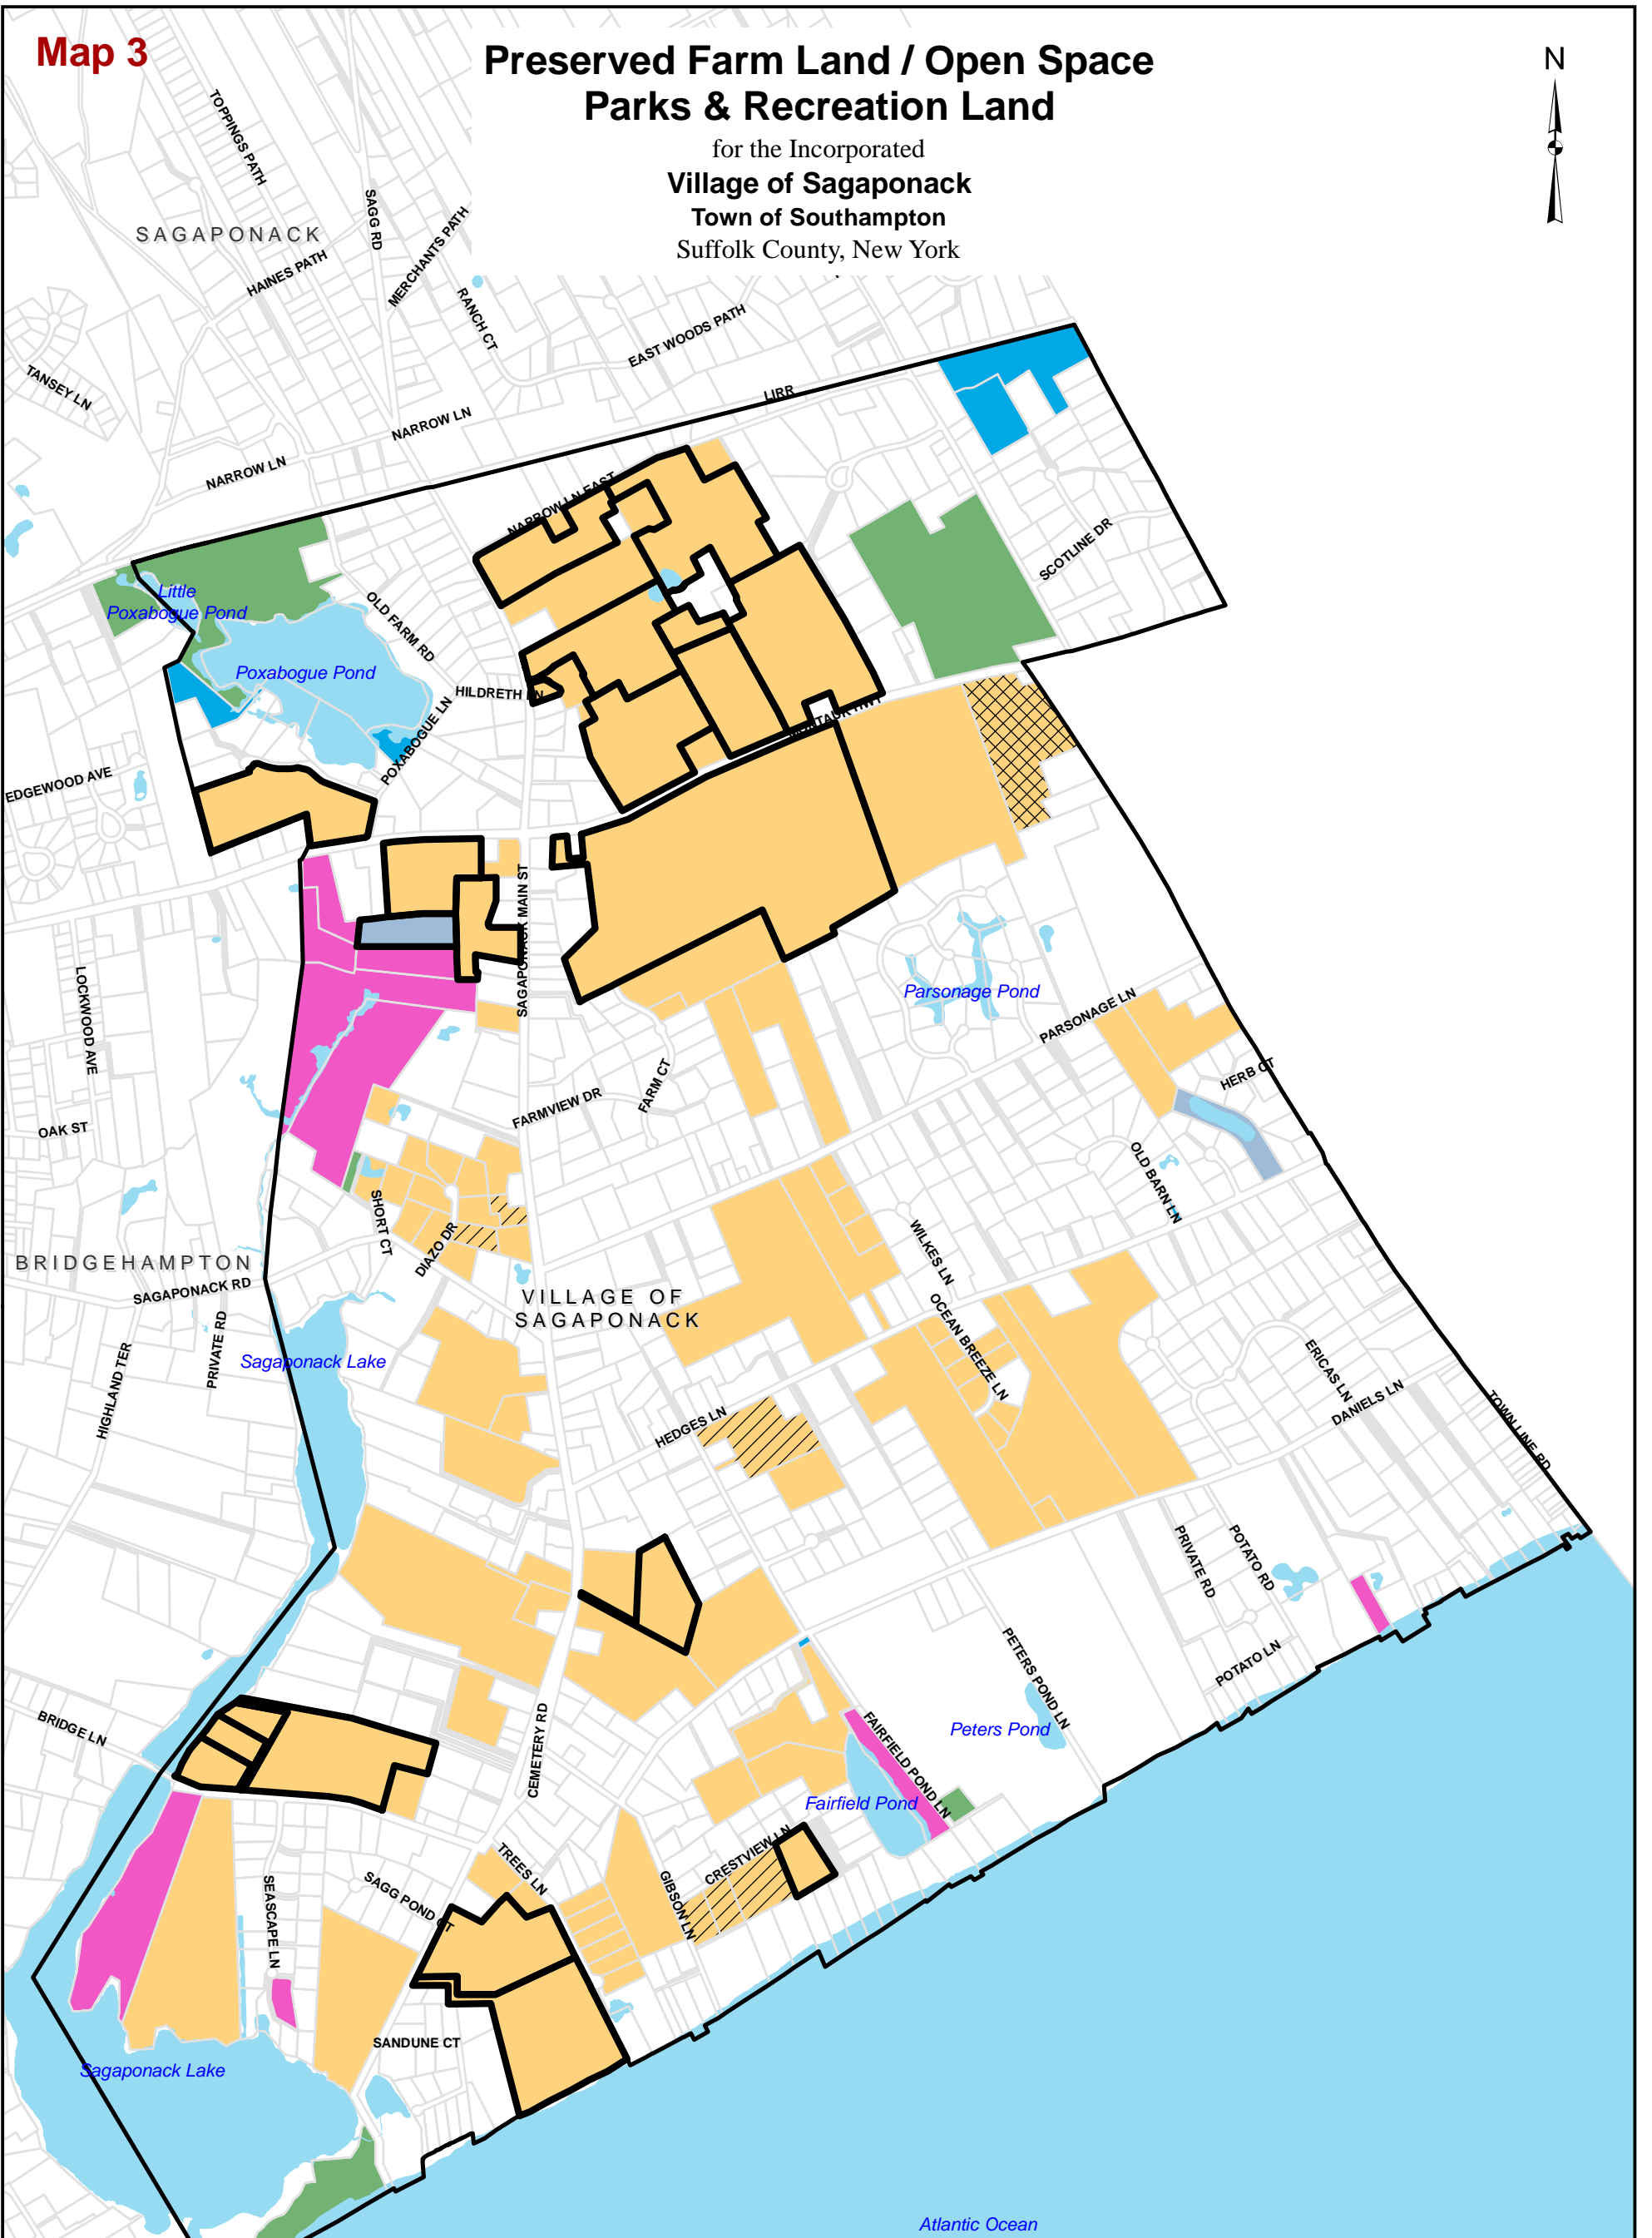 Map 3
Preserved Farm Land / Open Space
Parks & Recreation Land
for the Incorporated
Village of Sagaponack
Town of Southampton
Suffolk County, New York
N
TOPPINGS PATH
SAGG RD
MERCHANTS PATH
SAGAPONACK
HAINES PATH
RANCH CT
EAST WOODS PATH
TANSEY LN
LIRR
NARROW LN
NARROW LN
NARROW LN EAST
SCOTLINE DR
Little
Poxabogue Pond
OLD FARM RD
Poxabogue Pond
HILDRETH LN
POXABOGUE LN
MONTAUK HWY
EDGEWOOD AVE
SAGAPONACK MAIN ST
LOCKWOOD AVE
Parsonage Pond
PARSONAGE LN
HERB CT
FARM CT
FARMVIEW DR
OAK ST
OLD BARN LN
SHORT CT
DIAZO DR
WILKES LN
BRIDGEHAMPTON
SAGAPONACK RD
VILLAGE OF
SAGAPONACK
OCEAN BREEZE LN
PRIVATE RD
HIGHLAND TER
Sagaponack Lake
ERICAS LN
DANIELS LN
TOWN LINE RD
HEDGES LN
PRIVATE RD
POTATO RD
PETERS POND LN
POTATO LN
BRIDGE LN
CEMETERY RD
FAIRFIELD POND LN
Peters Pond
Fairfield Pond
CRESTVIEW LN
TREES LN
SAGG POND CT
GIBSON LN
SEASCAPE LN
SANDUNE CT
Sagaponack Lake
Atlantic Ocean